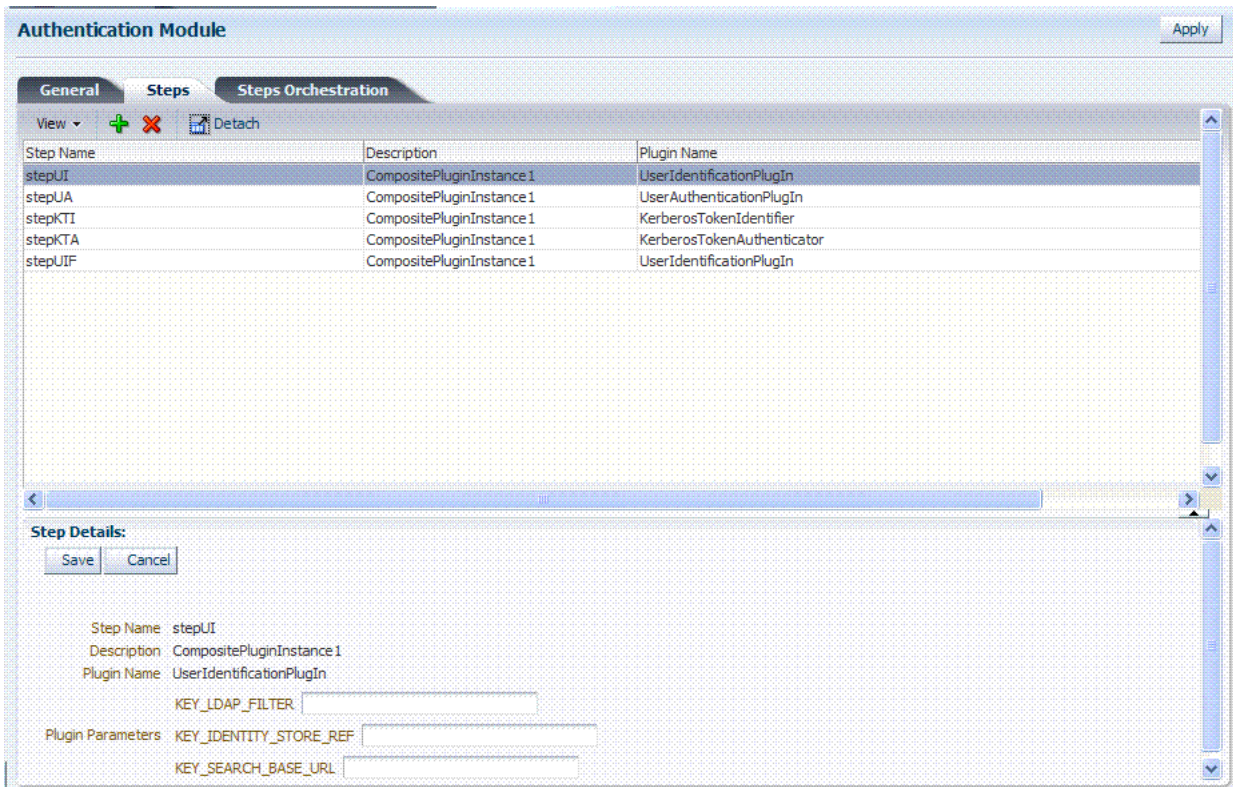 Authentication Module
Apply
General Steps Steps Orchestration
View Detach
Step Name Description Plugin Name
stepUI CompositePluginInstance1 UserIdentificationPlugIn
stepUA CompositePluginInstance1 UserAuthenticationPlugIn
stepKTI CompositePluginInstance1 KerberosTokenIdentifier
stepKTA CompositePluginInstance1 KerberosTokenAuthenticator
stepUIF CompositePluginInstance1 UserIdentificationPlugIn
Step Details:
Save Cancel
Step Name stepUI
Description CompositePluginInstance1
Plugin Name UserIdentificationPlugIn
KEY_LDAP_FILTER
Plugin Parameters KEY_IDENTITY_STORE_REF
KEY_SEARCH_BASE_URL